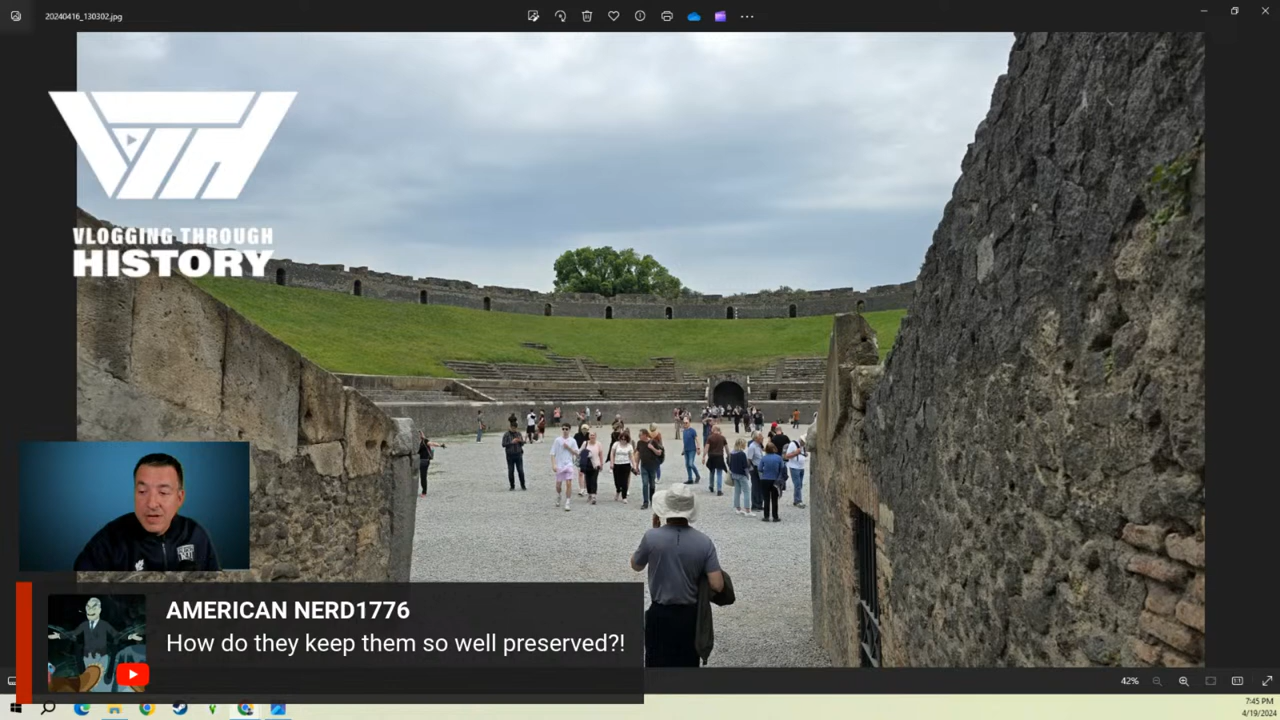 20240416_130302.jpg
VTH
VLOGGING THROUGH
HISTORY
AMERICAN NERD1776
How do they keep them so well preserved?!
42%
7:45 PM
4/19/2024